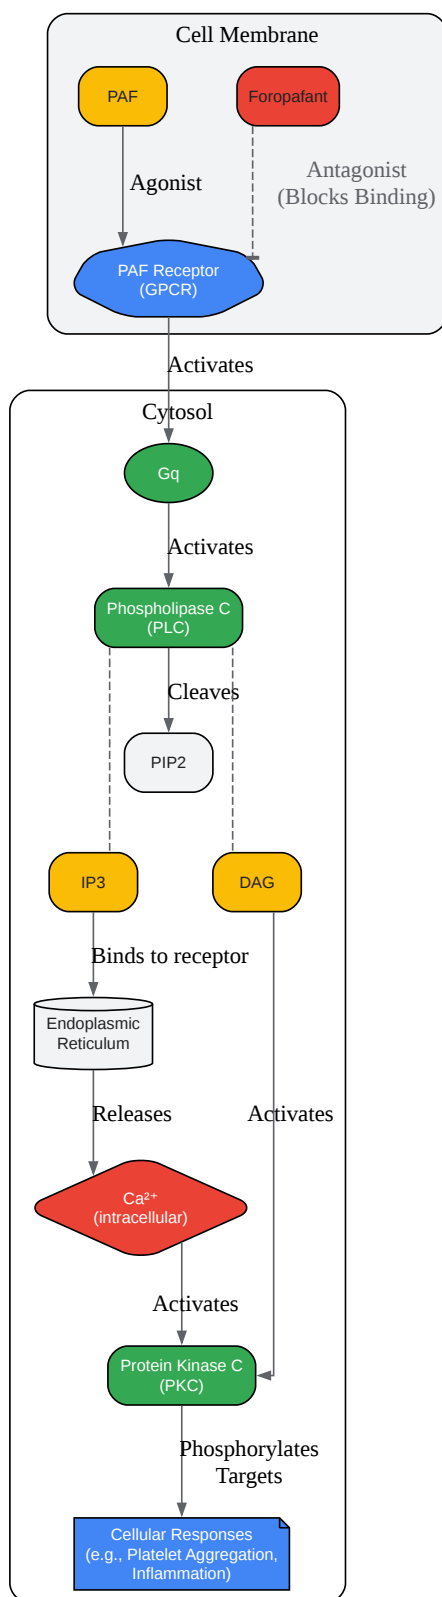 Cell Membrane
PAF
Foropafant
Agonist
Antagonist
(Blocks Binding)
PAF Receptor
(GPCR)
Activates
Cytosol
Gq
Activates
Phospholipase C
(PLC)
Cleaves
PIP2
IP3
DAG
Binds to receptor
Endoplasmic
Reticulum
Releases
Activates
Ca²⁺
(intracellular)
Activates
Protein Kinase C
(PKC)
Phosphorylates
Targets
Cellular Responses
(e.g., Platelet Aggregation,
Inflammation)